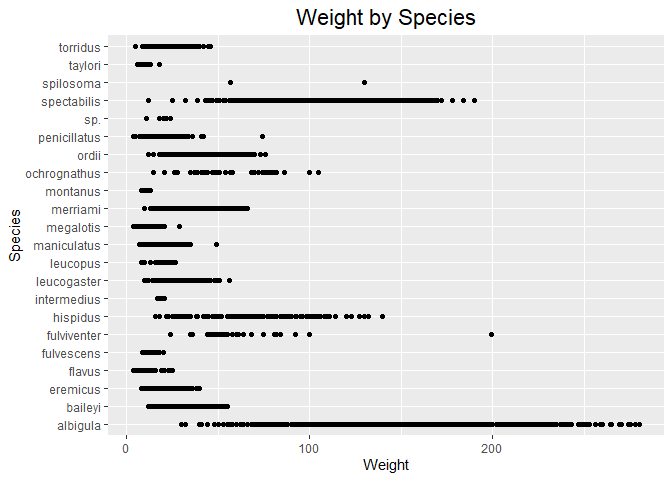 Weight by Species
torridus
taylori
spilosoma
spectabilis
sp.
penicillatus
ordii
ochrognathus
montanus
merriami
megalotis
maniculatus
leucopus
leucogaster
intermedius
hispidus
fulviventer
fulvescens
flavus
eremicus
baileyi
albigula
Species
0 100 200
Weight